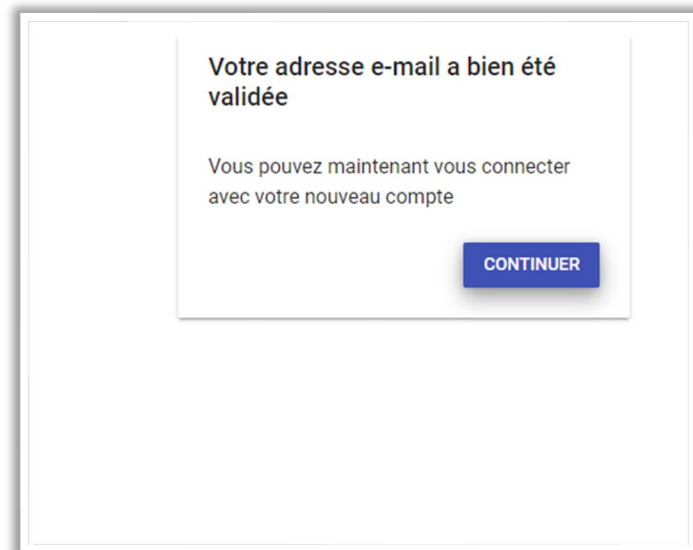 Votre adresse e-mail a bien été
validée
Vous pouvez maintenant vous connecter
avec votre nouveau compte
CONTINUER